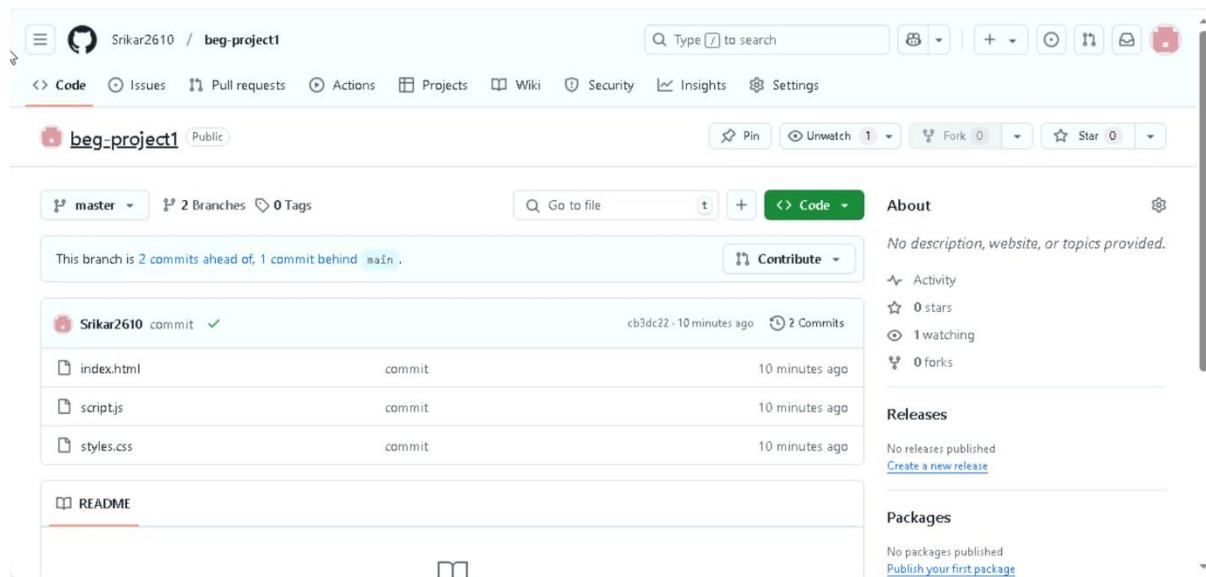 Srikar2610 / beg-project1
Type / to search
Code Issues Pull requests Actions Projects Wiki Security Insights Settings
beg-project1 Public
Pin Unwatch 1 Fork 0 Star 0
master 2 Branches 0 Tags
Go to file t + Code
This branch is 2 commits ahead of, 1 commit behind main .
Contribute
Srikar2610 commit cb3dc22 · 10 minutes ago 2 Commits
index.html commit 10 minutes ago
script.js commit 10 minutes ago
styles.css commit 10 minutes ago
README
About
No description, website, or topics provided.
Activity
0 stars
1 watching
0 forks
Releases
No releases published
Create a new release
Packages
No packages published
Publish your first package